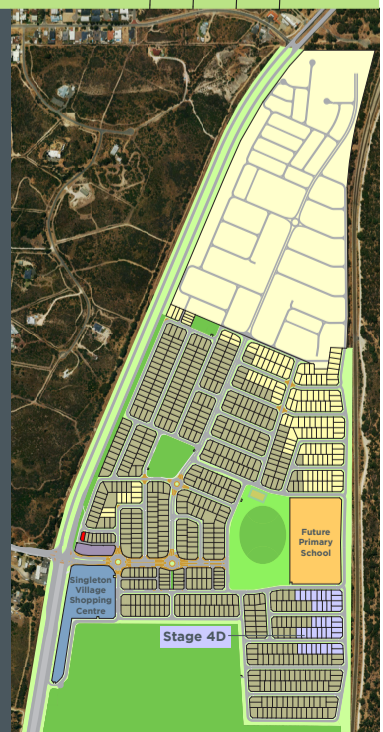 Future
Primary
School
Singleton
Village
Shopping
Centre
Stage 4D